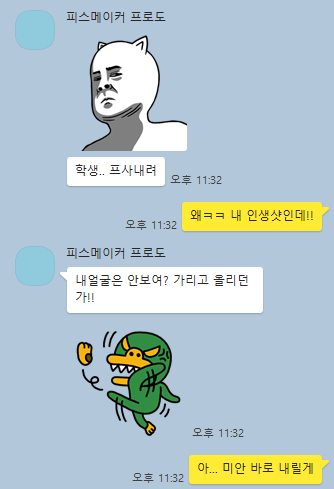 피스메이커 프로도
학생.. 프사내려
오후 11:32
왜ㅋㅋ 내 인생샷인데!!
오후 11:32
피스메이커 프로도
내얼굴은 안보여? 가리고 올리던
가!!
오후 11:32
아... 미안 바로 내릴게
오후 11:32